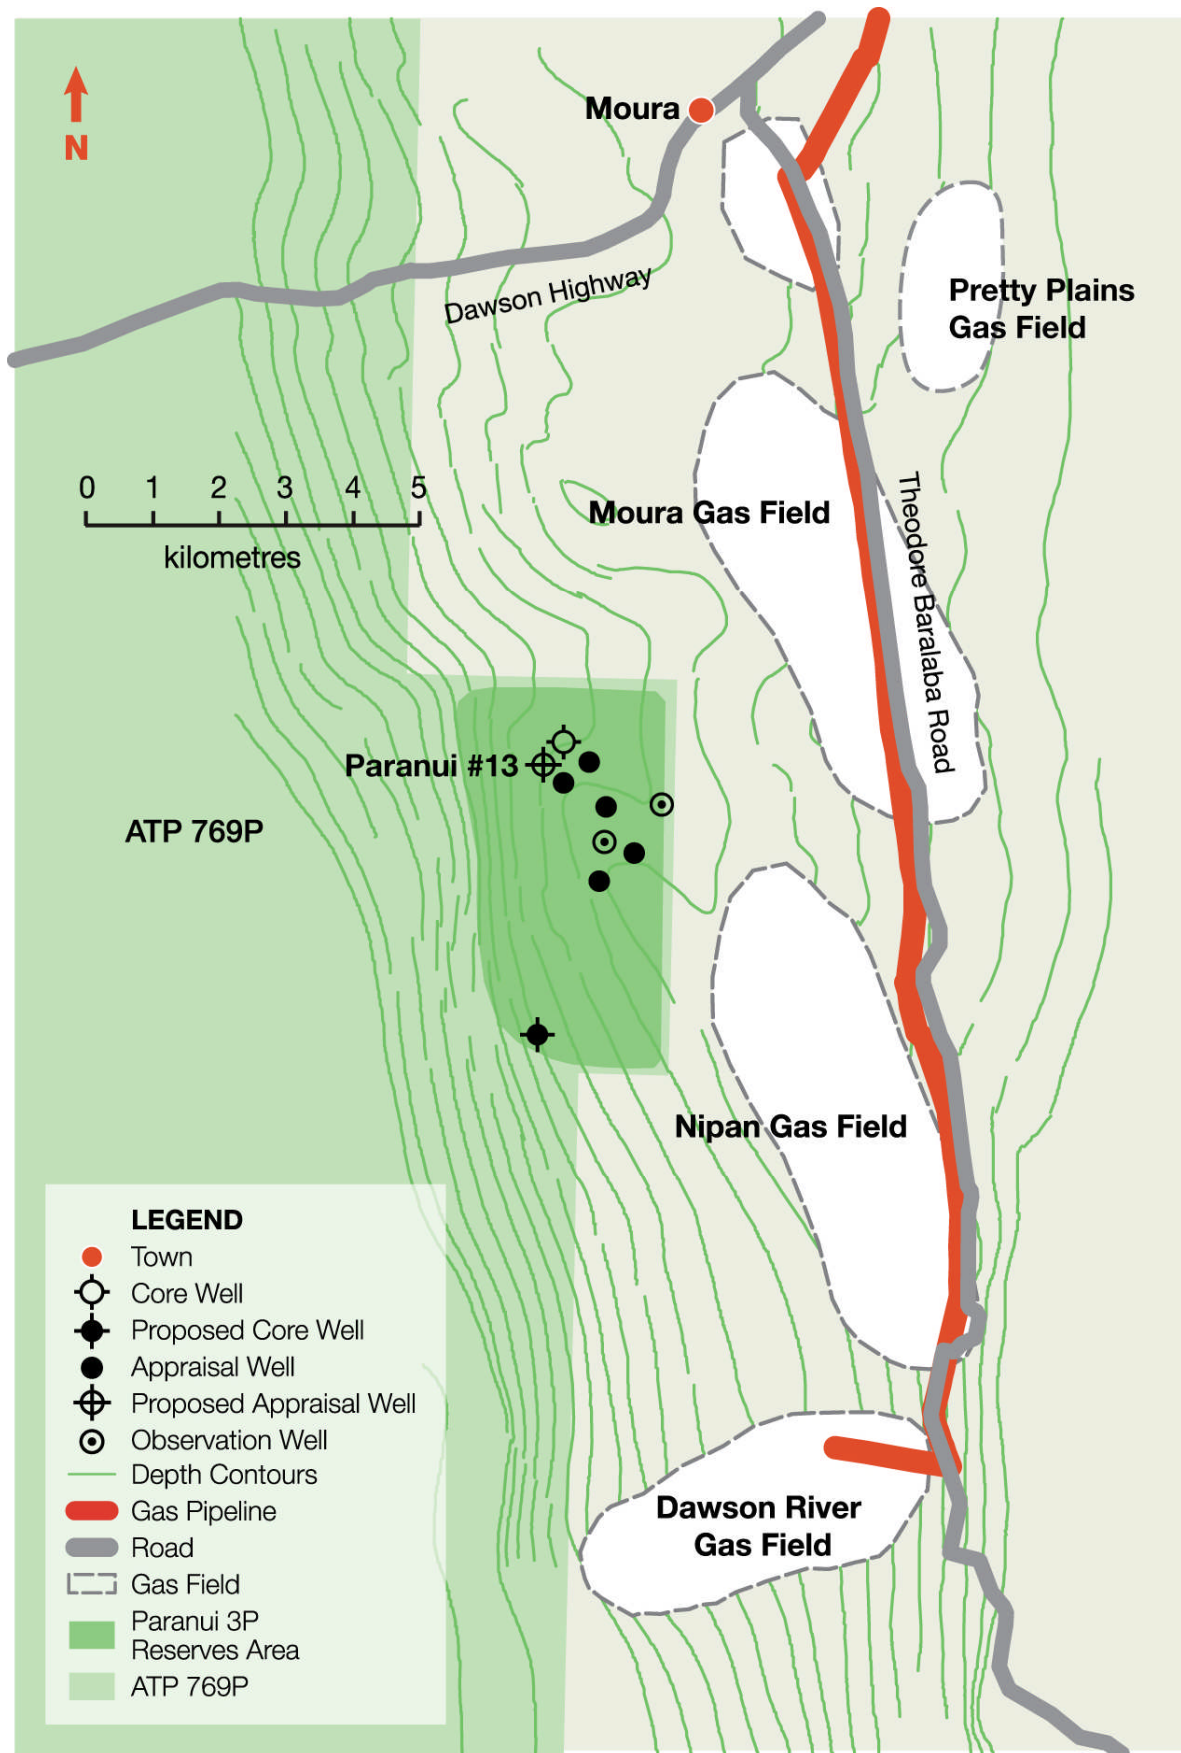 N
Moura
Dawson Highway
Pretty Plains
Gas Field
0 1 2 3 4 5
kilometres
Moura Gas Field
Theodore Baralaba Road
Paranui #13
ATP 769P
Nipan Gas Field
LEGEND
Town
Core Well
Proposed Core Well
Appraisal Well
Proposed Appraisal Well
Observation Well
Depth Contours
Gas Pipeline
Road
Gas Field
Paranui 3P
Reserves Area
ATP 769P
Dawson River
Gas Field